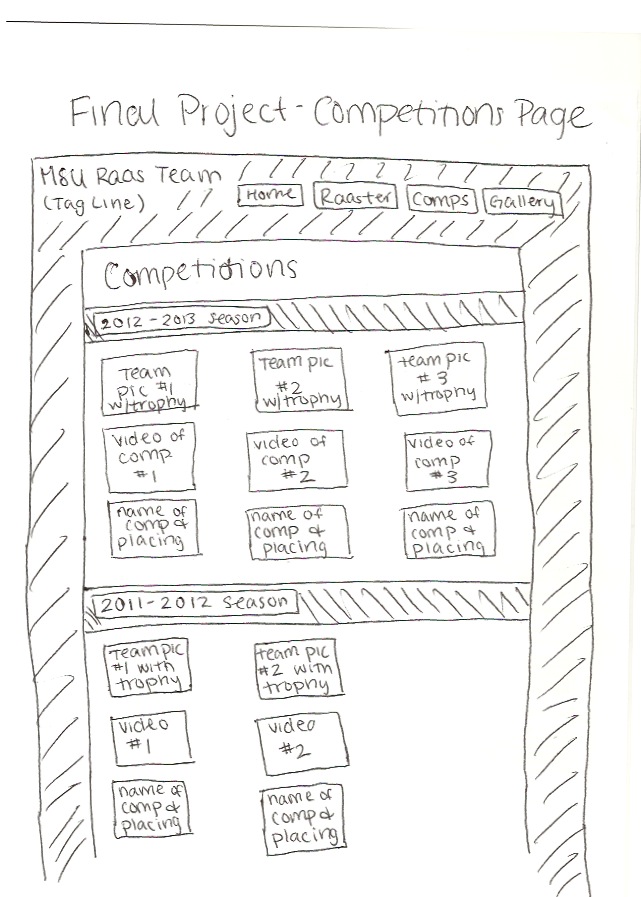 Final Project - Competitions Page
MSU Raas Team
(Tag Line)
Home
Raaster
Comps
Gallery
Competitions
2012 - 2013 season
Team
pic #1
w/trophy
Team pic
#2
w/trophy
team pic
# 3
w/trophy
video of
comp
#1
video of
comp
#2
video of
comp
#3
name of
comp &
placing
name of
comp &
placing
name of
comp &
placing
2011 - 2012 season
Team pic
#1 with
trophy
team pic
#2 with
trophy
video
#1
video
#2
name of
comp &
placing
name of
comp &
placing